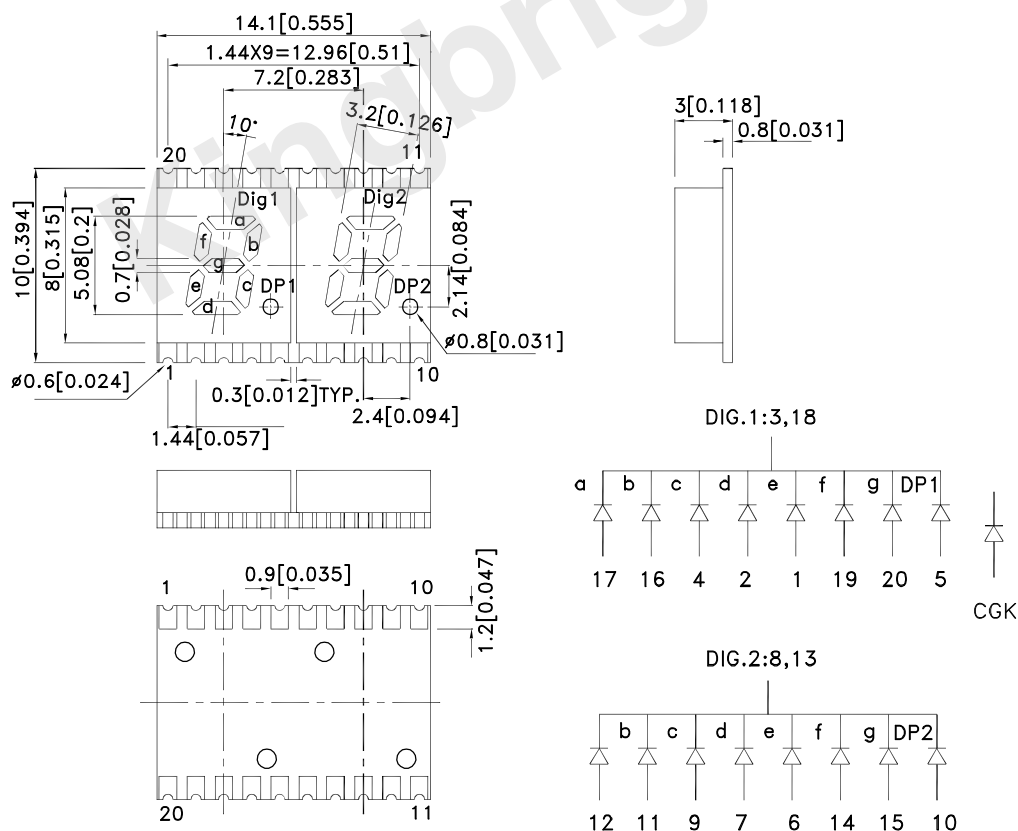 Kingbrig
14.1[0.555]
1.44X9=12.96[0.51]
7.2[0.283]
10°
3.2[0.126]
20
11
Dig1
Dig2
a
f
b
g
e
c
d
DP1
DP2
10[0.394]
8[0.315]
5.08[0.2]
0.7[0.028]
2.14[0.084]
ø0.8[0.031]
ø0.6[0.024]
1
10
0.3[0.012]TYP.
2.4[0.094]
1.44[0.057]
3[0.118]
0.8[0.031]
DIG.1:3,18
a b c d e f g DP1
17 16 4 2 1 19 20 5
CGK
1
0.9[0.035]
10
1.2[0.047]
20
11
DIG.2:8,13
b c d e f g DP2
12 11 9 7 6 14 15 10